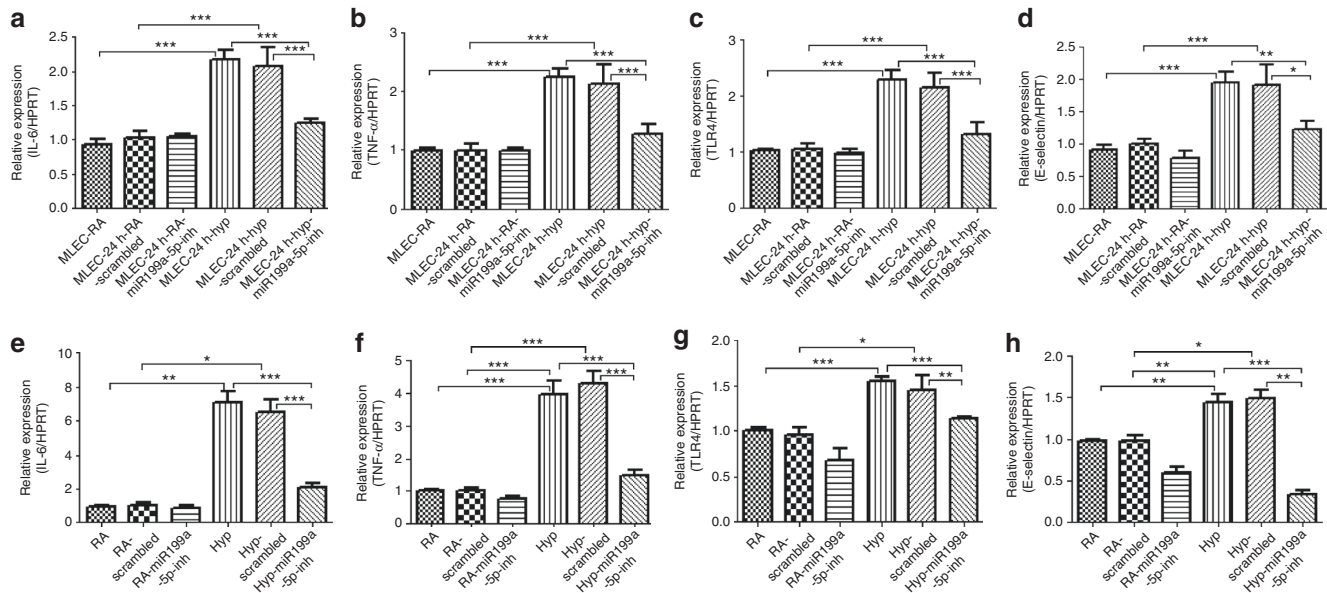 a
Relative expression
(IL-6/HPRT)
2.5
2.0
1.5
1.0
0.5
0.0
***
***
***
***
MLEC-RA
MLEC-24 h-RA
-scrambled
MLEC-24 h-RA-
miR199a-5p-inh
MLEC-24 h-hyp
MLEC-24 h-hyp
-scrambled
MLEC-24 h-hyp-
miR199a-5p-inh
b
Relative expression
(TNF-α/HPRT)
3
2
1
0
***
***
***
***
MLEC-RA
MLEC-24 h-RA
-scrambled
MLEC-24 h-RA-
miR199a-5p-inh
MLEC-24 h-hyp
MLEC-24 h-hyp
-scrambled
MLEC-24 h-hyp-
miR199a-5p-inh
c
Relative expression
(TLR4/HPRT)
3
2
1
0
***
***
***
***
MLEC-RA
MLEC-24 h-RA
-scrambled
MLEC-24 h-RA-
miR199a-5p-inh
MLEC-24 h-hyp
MLEC-24 h-hyp
-scrambled
MLEC-24 h-hyp-
miR199a-5p-inh
d
Relative expression
(E-selectin/HPRT)
2.5
2.0
1.5
1.0
0.5
0.0
***
**
***
*
MLEC-RA
MLEC-24 h-RA
-scrambled
MLEC-24 h-RA-
miR199a-5p-inh
MLEC-24 h-hyp
MLEC-24 h-hyp
-scrambled
MLEC-24 h-hyp-
miR199a-5p-inh
e
Relative expression
(IL-6/HPRT)
10
8
6
4
2
0
*
**
***
***
RA
RA-
scrambled
RA-miR199a
-5p-inh
Hyp
Hyp-
scrambled
Hyp-miR199a
-5p-inh
f
Relative expression
(TNF-α/HPRT)
5
4
3
2
1
0
***
***
***
***
***
RA
RA-
scrambled
RA-miR199a
-5p-inh
Hyp
Hyp-
scrambled
Hyp-miR199a
-5p-inh
g
Relative expression
(TLR4/HPRT)
2.0
1.5
1.0
0.5
0.0
*
***
***
**
RA
RA-
scrambled
RA-miR199a
-5p-inh
Hyp
Hyp-
scrambled
Hyp-miR199a
-5p-inh
h
Relative expression
(E-selectin/HPRT)
2.0
1.5
1.0
0.5
0.0
*
**
***
**
**
RA
RA-
scrambled
RA-miR199a
-5p-inh
Hyp
Hyp-
scrambled
Hyp-miR199a
-5p-inh